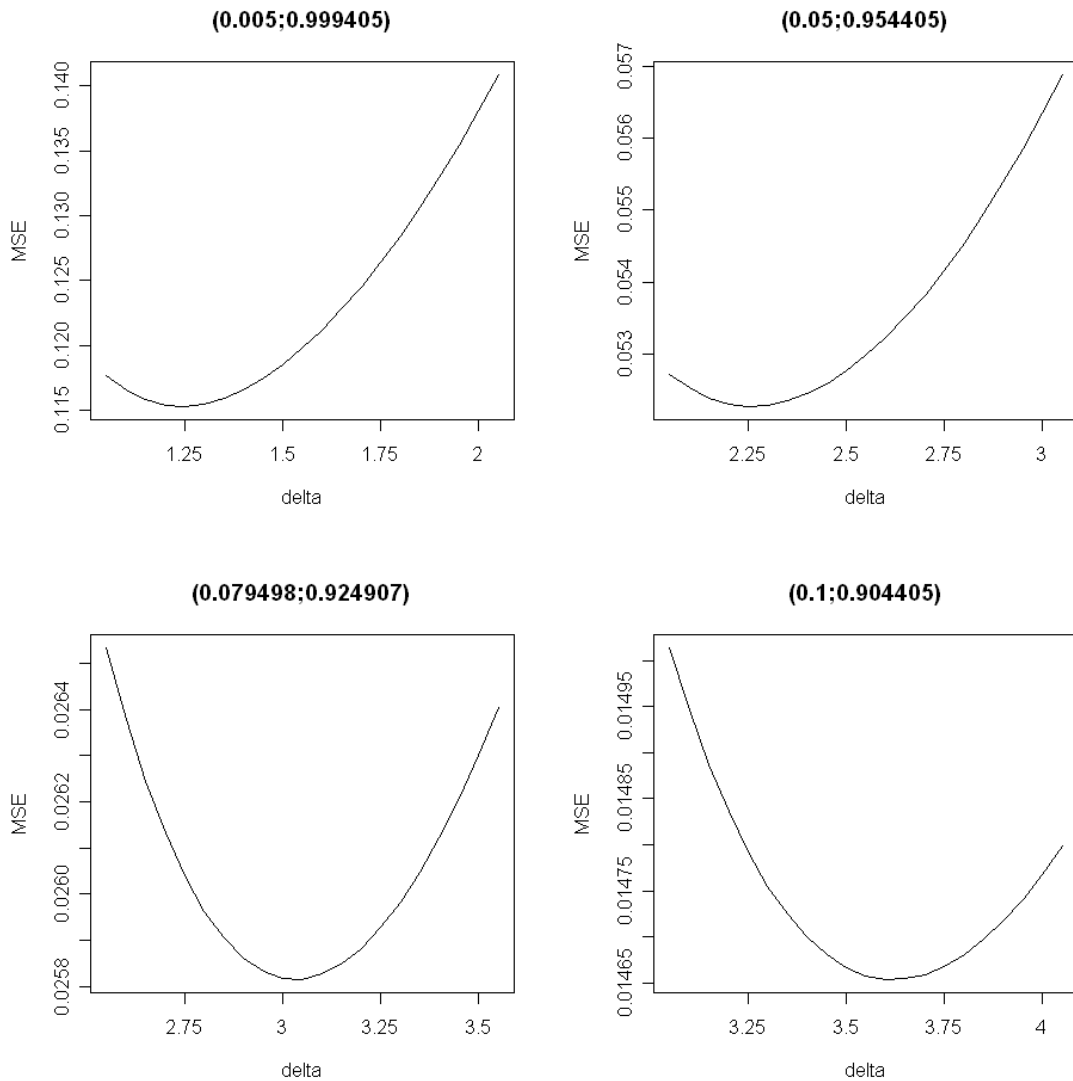 (0.005;0.999405)
MSE
0.115 0.120 0.125 0.130 0.135 0.140
1.25 1.5 1.75 2
delta
(0.05;0.954405)
MSE
0.053 0.054 0.055 0.056 0.057
2.25 2.5 2.75 3
delta
(0.079498;0.924907)
MSE
0.0258 0.0260 0.0262 0.0264
2.75 3 3.25 3.5
delta
(0.1;0.904405)
MSE
0.01465 0.01475 0.01485 0.01495
3.25 3.5 3.75 4
delta